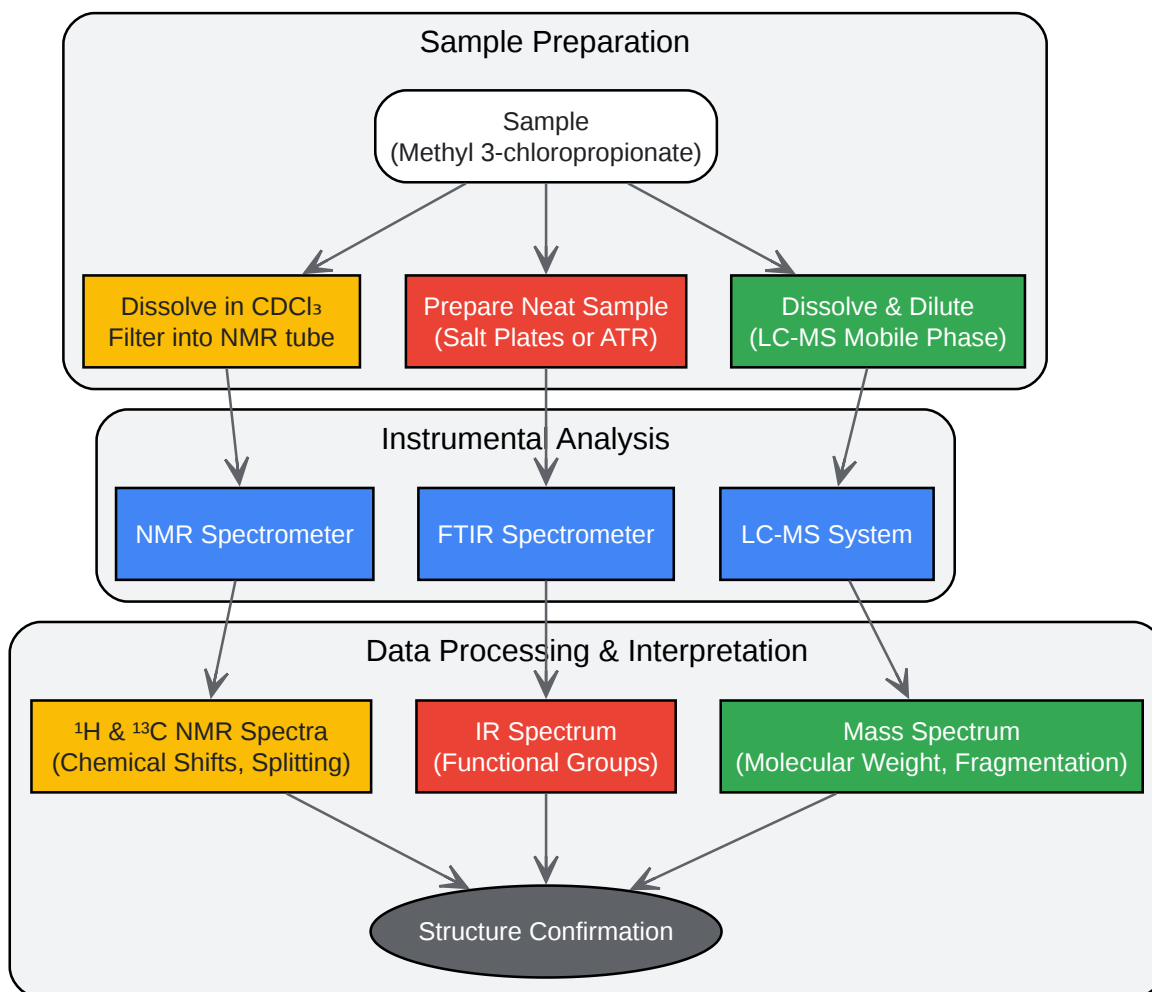 Sample Preparation
Sample
(Methyl 3-chloropropionate)
Dissolve in CDCl₃
Filter into NMR tube
Prepare Neat Sample
(Salt Plates or ATR)
Dissolve & Dilute
(LC-MS Mobile Phase)
Instrumental Analysis
NMR Spectrometer
FTIR Spectrometer
LC-MS System
Data Processing & Interpretation
¹H & ¹³C NMR Spectra
(Chemical Shifts, Splitting)
IR Spectrum
(Functional Groups)
Mass Spectrum
(Molecular Weight, Fragmentation)
Structure Confirmation